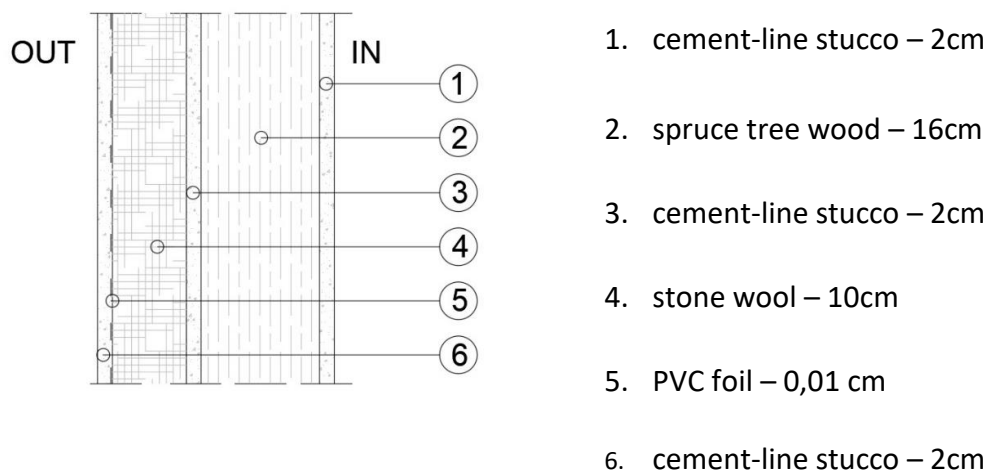 OUT
IN
1
2
3
4
5
6
1. cement-line stucco – 2cm
2. spruce tree wood – 16cm
3. cement-line stucco – 2cm
4. stone wool – 10cm
5. PVC foil – 0,01 cm
6. cement-line stucco – 2cm